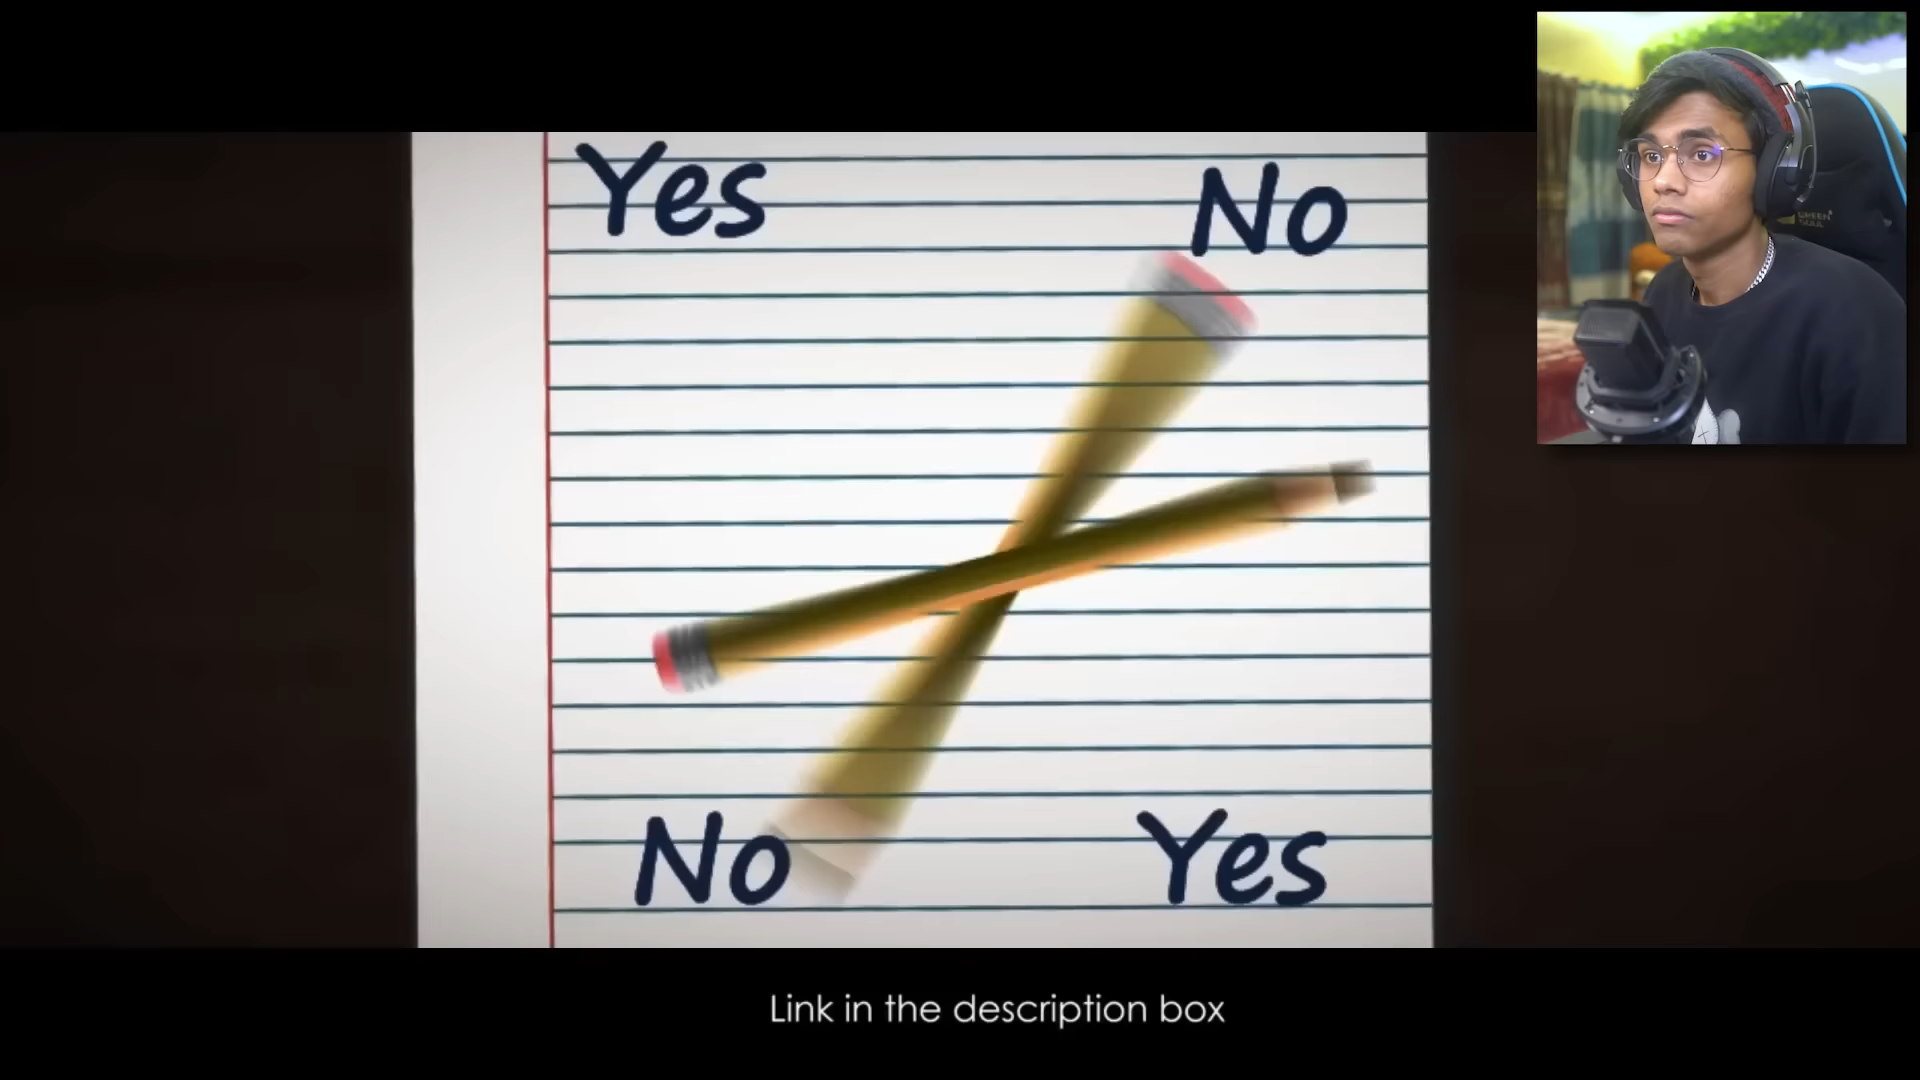 Yes
No
No
Yes
Link in the description box